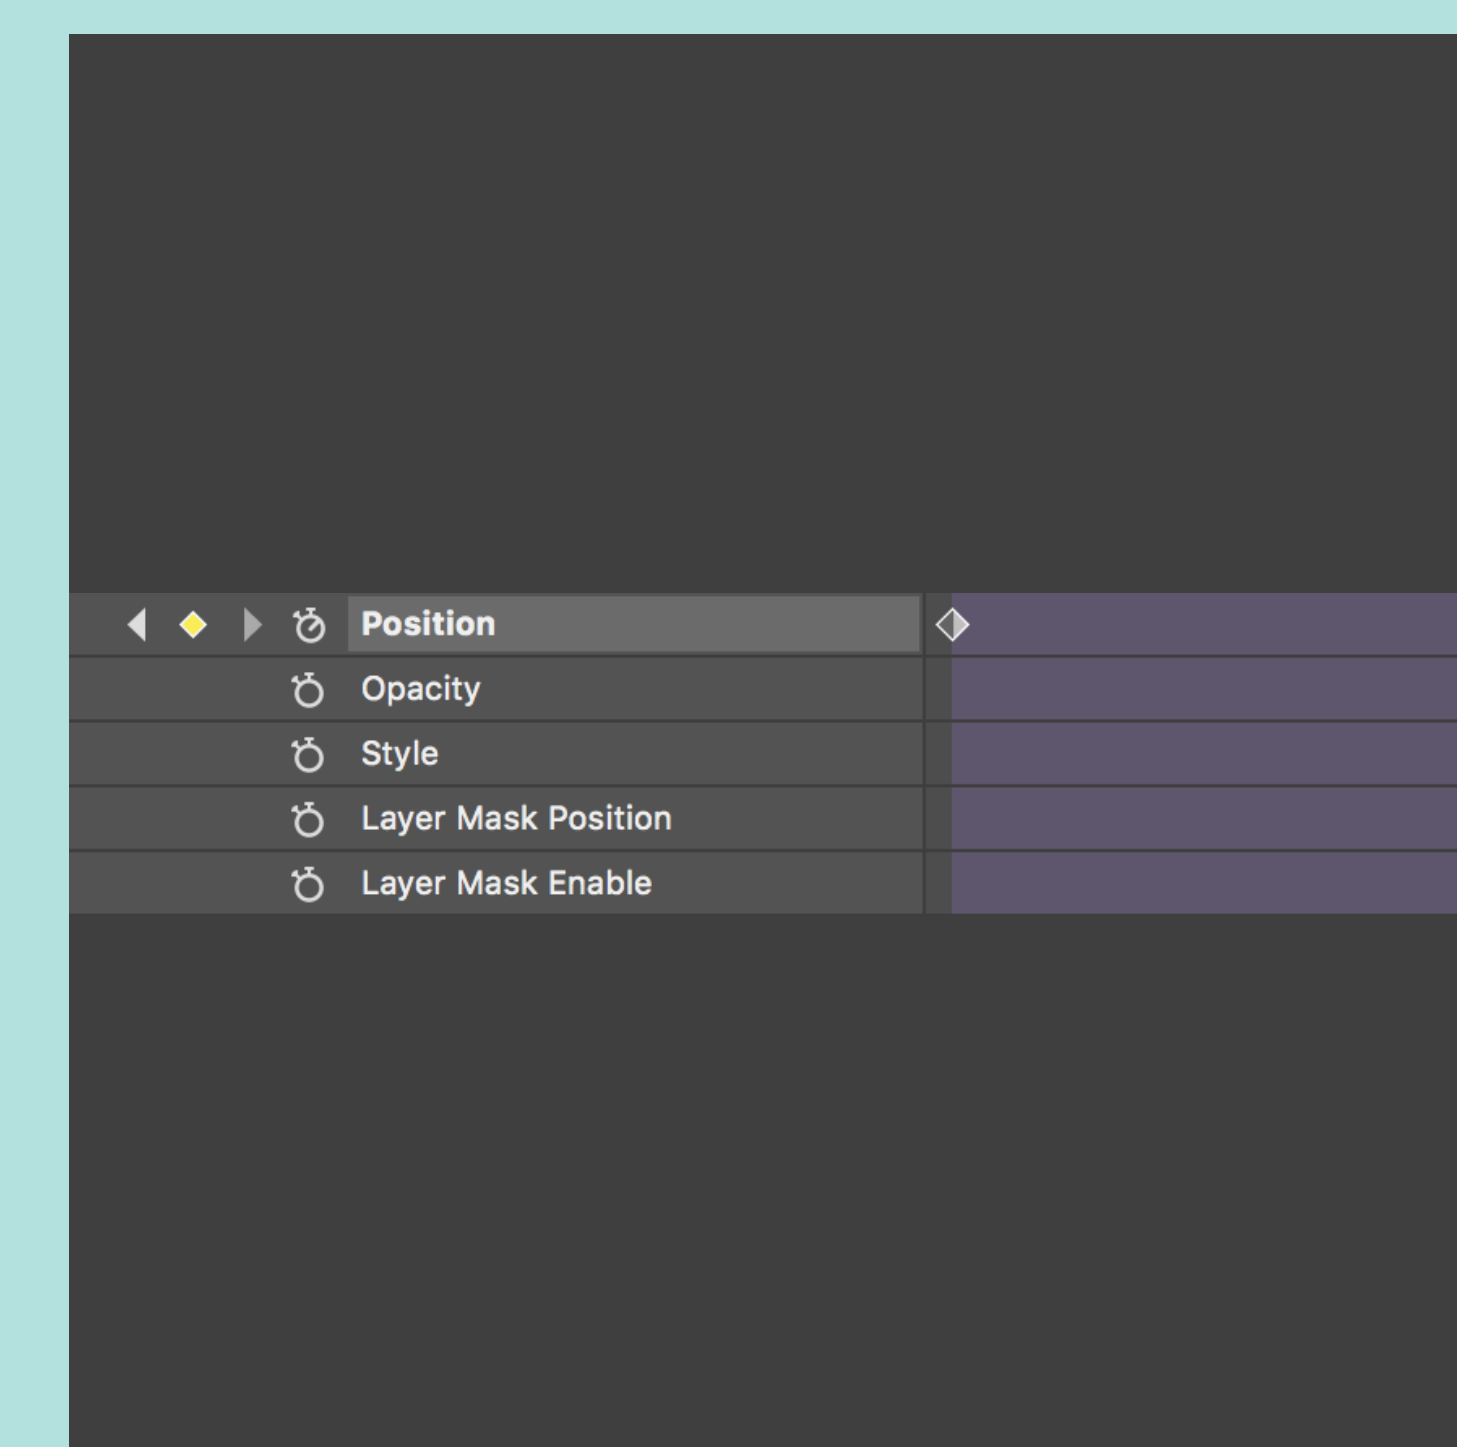 Position
Opacity
Style
Layer Mask Position
Layer Mask Enable